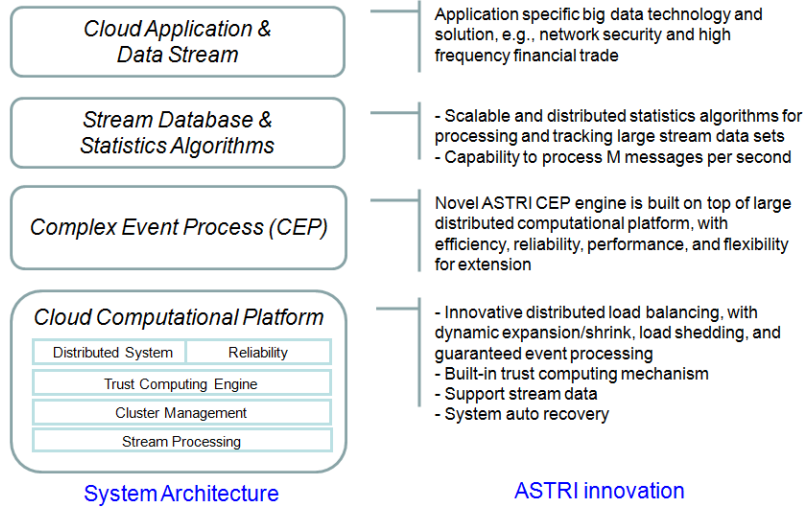 Cloud Application &
Data Stream
Application specific big data technology and
solution, e.g., network security and high
frequency financial trade
Stream Database &
Statistics Algorithms
- Scalable and distributed statistics algorithms for
processing and tracking large stream data sets
- Capability to process M messages per second
Complex Event Process (CEP)
Novel ASTRI CEP engine is built on top of large
distributed computational platform, with
efficiency, reliability, performance, and flexibility
for extension
Cloud Computational Platform
Distributed System
Reliability
Trust Computing Engine
Cluster Management
Stream Processing
- Innovative distributed load balancing, with
dynamic expansion/shrink, load shedding, and
guaranteed event processing
- Built-in trust computing mechanism
- Support stream data
- System auto recovery
System Architecture
ASTRI innovation